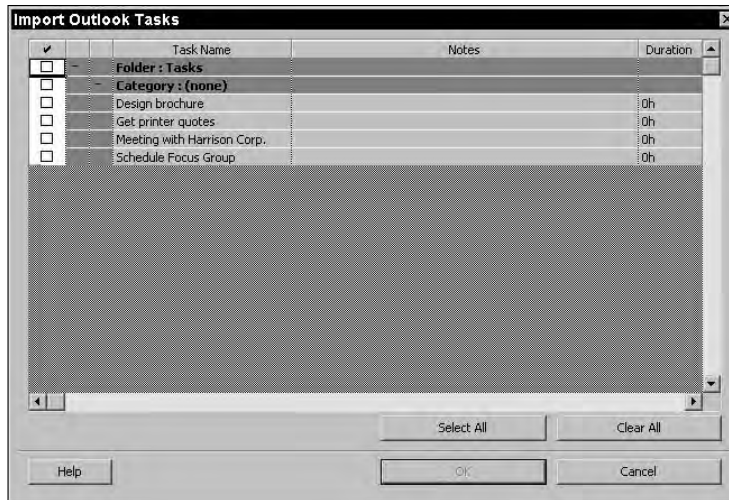 Import Outlook Tasks
Task Name Notes Duration
Folder : Tasks
Category : (none)
Design brochure 0h
Get printer quotes 0h
Meeting with Harrison Corp. 0h
Schedule Focus Group 0h
Select All Clear All
Help OK Cancel